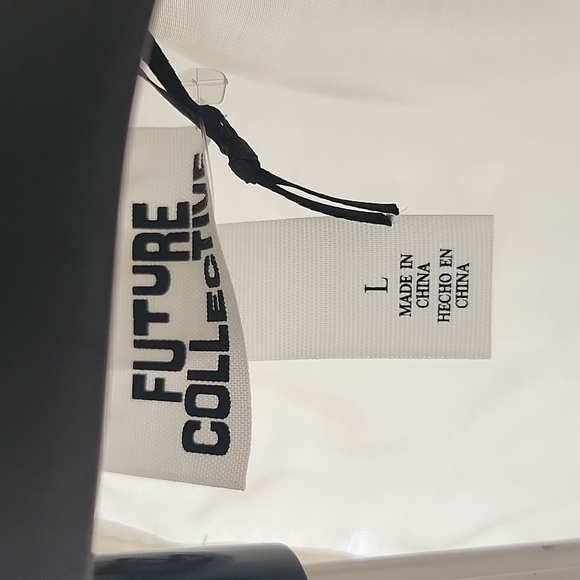 FUTURE
COLLECTIVE
L
MADE IN
CHINA
HECHO EN
CHINA